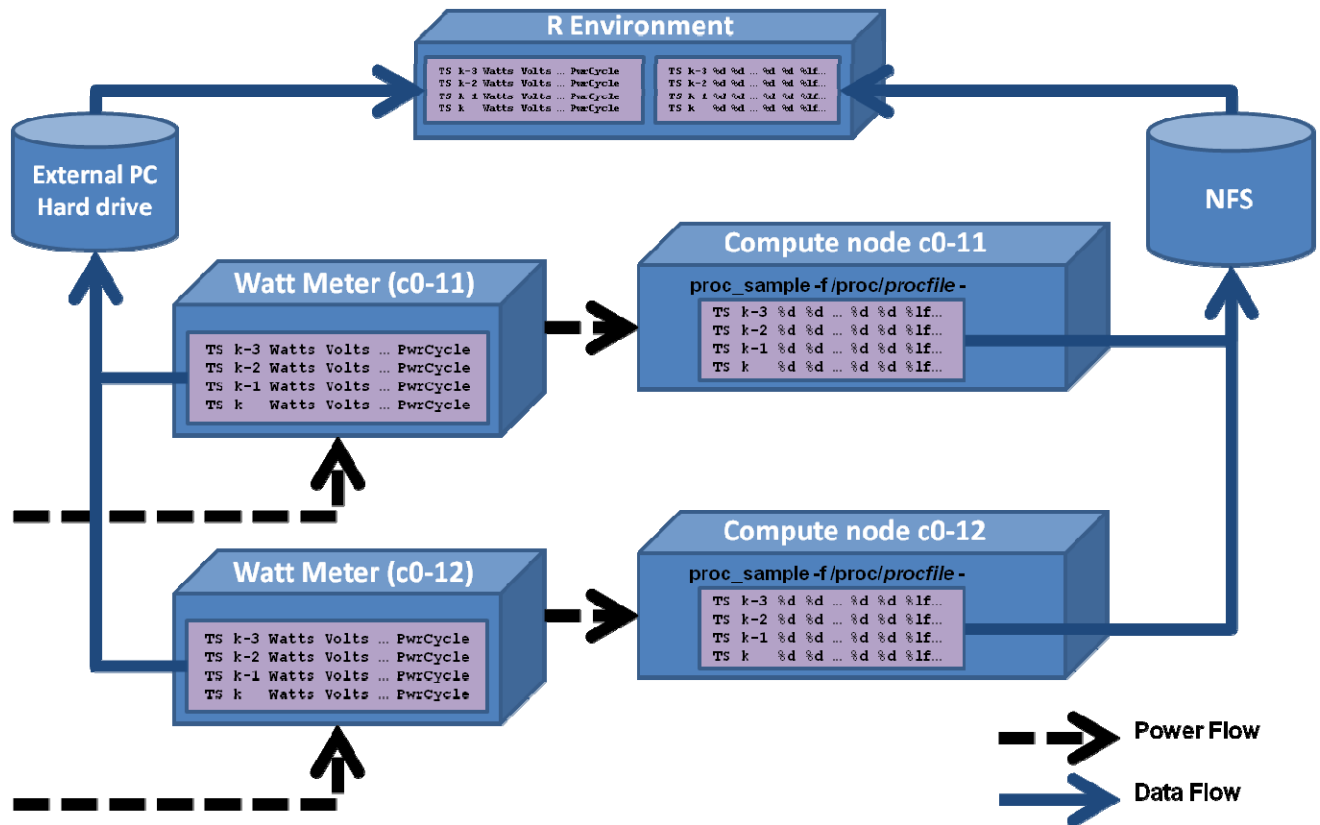 R Environment
TS k-3 Watts Volts ... PwrCycle
TS k-2 Watts Volts ... PwrCycle
TS k-1 Watts Volts ... PwrCycle
TS k Watts Volts ... PwrCycle
TS k-3 %d %d ... %d %d %lf...
TS k-2 %d %d ... %d %d %lf...
TS k-1 %d %d ... %d %d %lf...
TS k %d %d ... %d %d %lf...
External PC
Hard drive
NFS
Watt Meter (c0-11)
TS k-3 Watts Volts ... PwrCycle
TS k-2 Watts Volts ... PwrCycle
TS k-1 Watts Volts ... PwrCycle
TS k Watts Volts ... PwrCycle
Compute node c0-11
proc_sample -f /proc/procfile -
TS k-3 %d %d ... %d %d %lf...
TS k-2 %d %d ... %d %d %lf...
TS k-1 %d %d ... %d %d %lf...
TS k %d %d ... %d %d %lf...
Watt Meter (c0-12)
TS k-3 Watts Volts ... PwrCycle
TS k-2 Watts Volts ... PwrCycle
TS k-1 Watts Volts ... PwrCycle
TS k Watts Volts ... PwrCycle
Compute node c0-12
proc_sample -f /proc/procfile -
TS k-3 %d %d ... %d %d %lf...
TS k-2 %d %d ... %d %d %lf...
TS k-1 %d %d ... %d %d %lf...
TS k %d %d ... %d %d %lf...
Power Flow
Data Flow